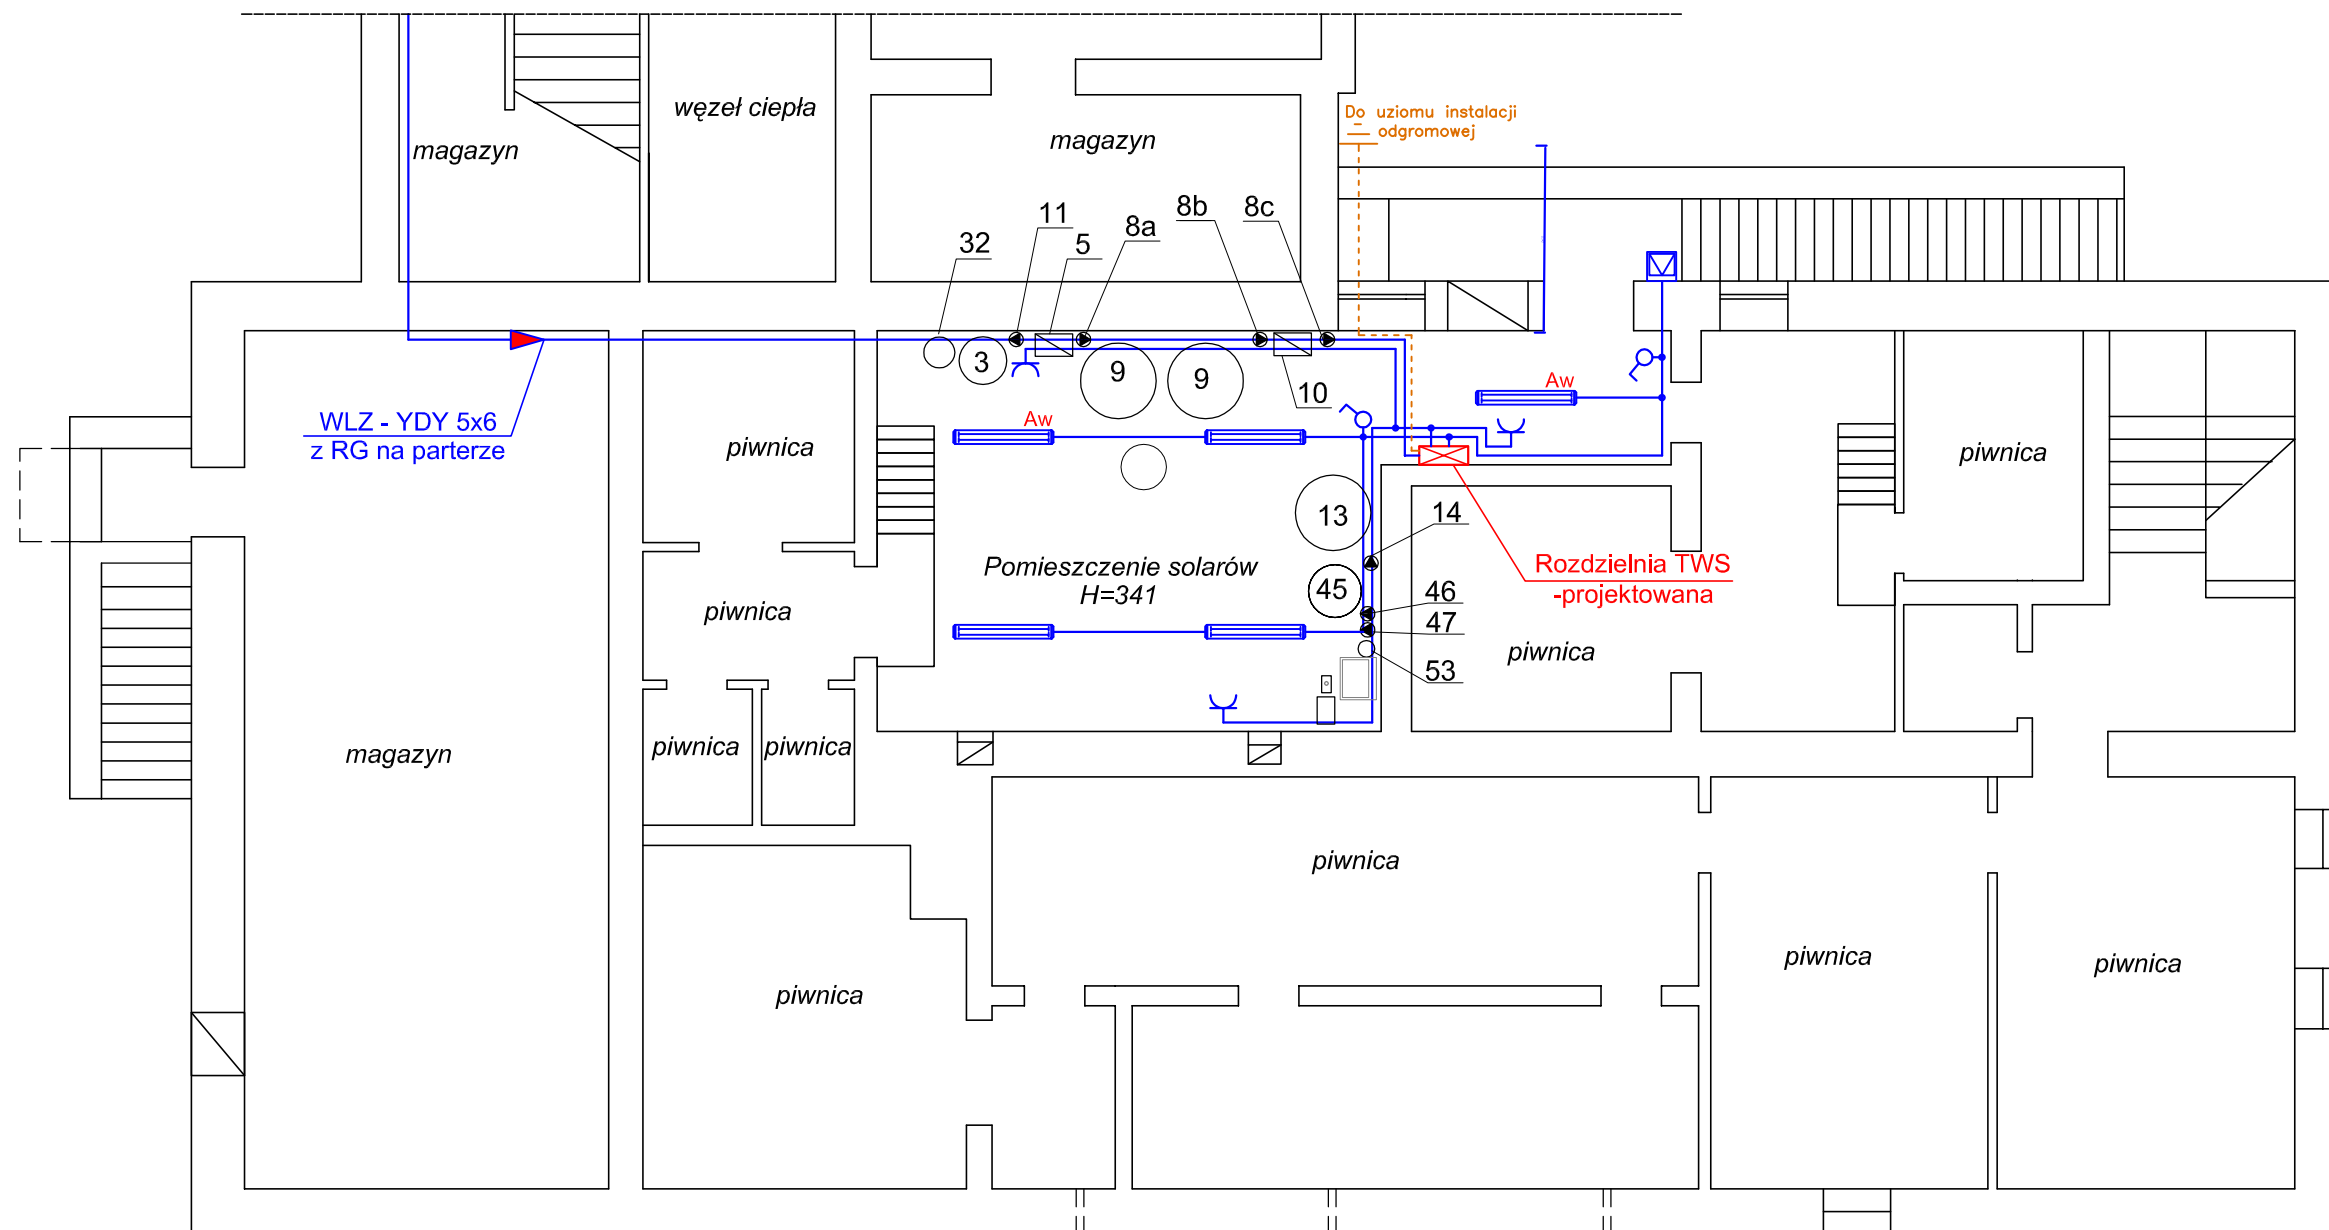 węzeł ciepła
Do uziomu instalacji
odgromowej
magazyn
magazyn
11
8b
8c
32
5
8a
3
9
9
10
Aw
WLZ - YDY 5x6
z RG na parterze
Aw
piwnica
piwnica
13
14
Pomieszczenie solarów
H=341
Rozdzielnia TWS
-projektowana
45
46
47
piwnica
piwnica
53
magazyn
piwnica
piwnica
piwnica
piwnica
piwnica
piwnica